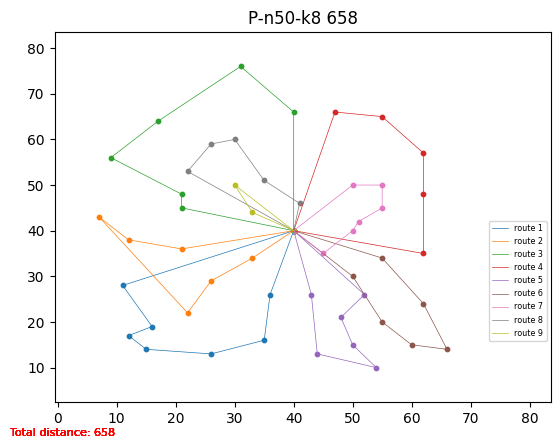 P-n50-k8 658
80
70
60
50
40
30
20
10
0 10 20 30 40 50 60 70 80
route 1
route 2
route 3
route 4
route 5
route 6
route 7
route 8
route 9
Total distance: